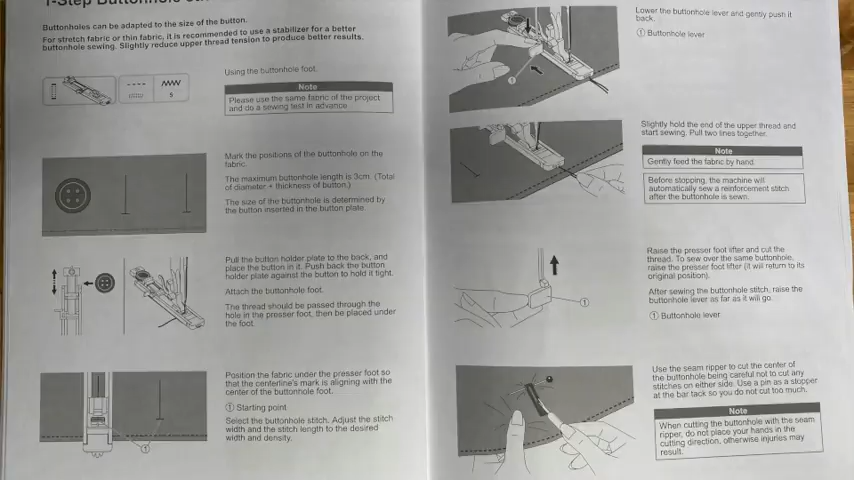 1-Step Buttonhole
Buttonholes can be adapted to the size of the button.
For stretch fabric or thin fabric, it is recommended to use a stabilizer for a better
buttonhole sewing. Slightly reduce upper thread tension to produce better results.
S
Using the buttonhole foot.
Note
Please use the same fabric of the project
and do a sewing test in advance
Mark the positions of the buttonhole on the
fabric.
The maximum buttonhole length is 3cm. (Total
of diameter + thickness of button.)
The size of the buttonhole is determined by
the button inserted in the button plate.
Pull the button holder plate to the back, and
place the button in it. Push back the button
holder plate against the button to hold it tight.
Attach the buttonhole foot.
The thread should be passed through the
hole in the presser foot, then be placed under
the foot.
1
Position the fabric under the presser foot so
that the centerline's mark is aligning with the
center of the buttonhole foot.
① Starting point
Select the buttonhole stitch. Adjust the stitch
width and the stitch length to the desired
width and density.
1
Lower the buttonhole lever and gently push it
back.
① Buttonhole lever
Slightly hold the end of the upper thread and
start sewing. Pull two lines together.
Note
Gently feed the fabric by hand.
Before stopping, the machine will
automatically sew a reinforcement stitch
after the buttonhole is sewn.
1
Raise the presser foot lifter and cut the
thread. To sew over the same buttonhole,
raise the presser foot lifter (it will return to its
original position).
After sewing the buttonhole stitch, raise the
buttonhole lever as far as it will go.
① Buttonhole lever
Use the seam ripper to cut the center of
the buttonhole being careful not to cut any
stitches on either side. Use a pin as a stopper
at the bar tack so you do not cut too much.
Note
When cutting the buttonhole with the seam
ripper, do not place your hands in the
cutting direction, otherwise injuries may
result.